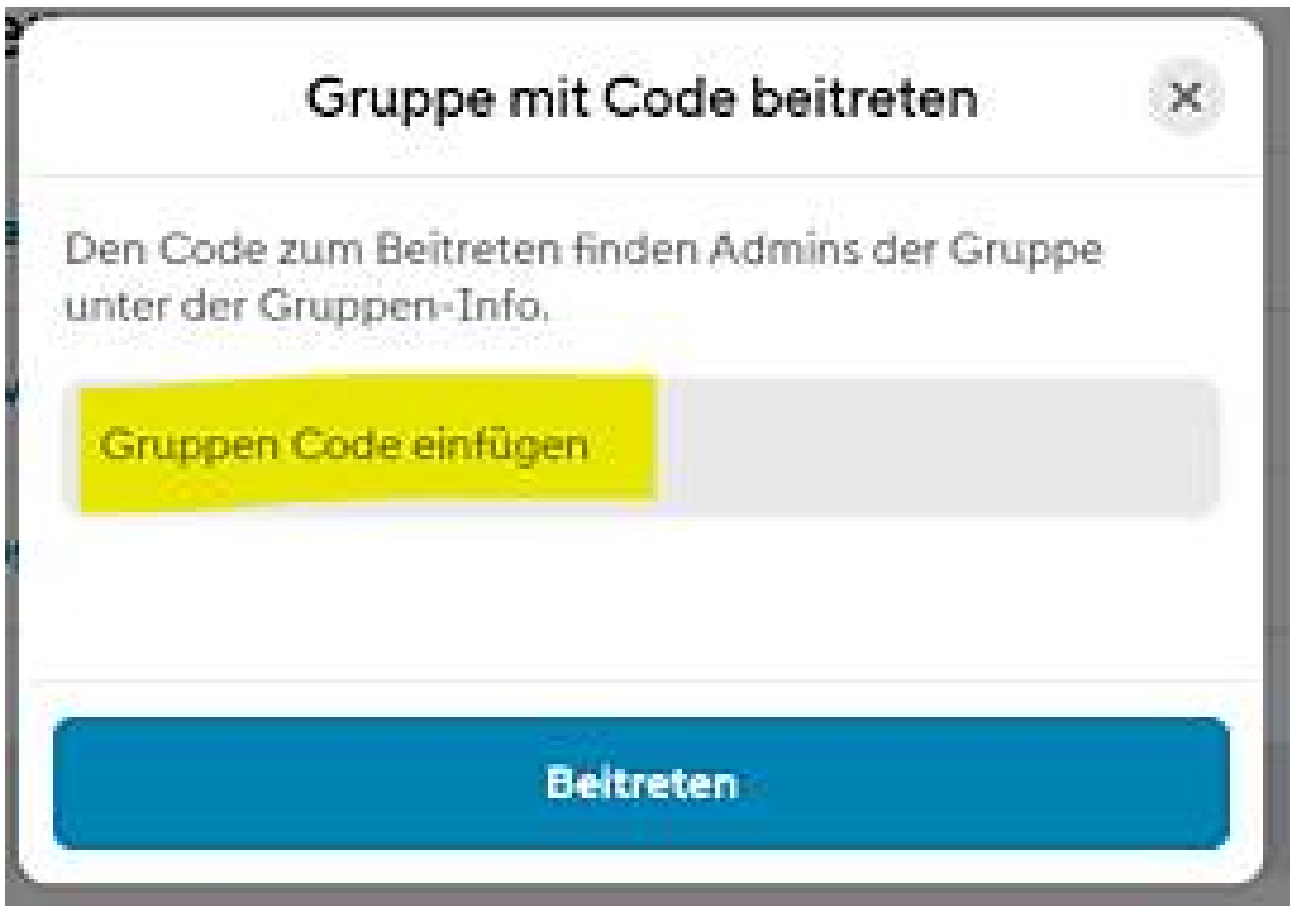 Gruppe mit Code beitreten
Den Code zum Beitreten finden Admins der Gruppe
unter der Gruppen-Info.
Gruppen Code einfügen
Beitreten